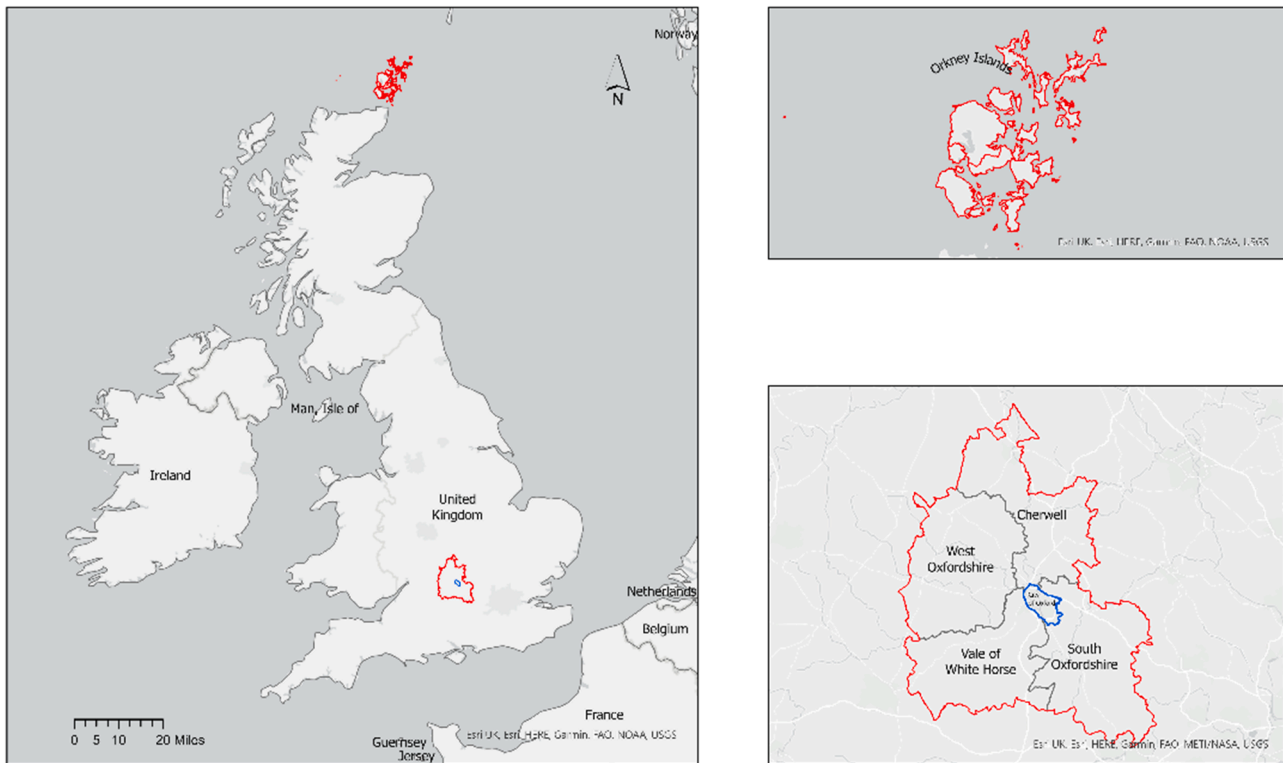 Norway
N
Man, Isle of
Ireland
United
Kingdom
Netherlands
Belgium
France
Guernsey
Jersey
0 5 10 20 Miles
Esri UK, Esri, HERE, Garmin, FAO, NOAA, USGS
Orkney Islands
Esri UK, Esri, HERE, Garmin, FAO, NOAA, USGS
Cherwell
West
Oxfordshire
Vale of
White Horse
South
Oxfordshire
Esri UK, Esri, HERE, Garmin, FAO, METI/NASA, USGS